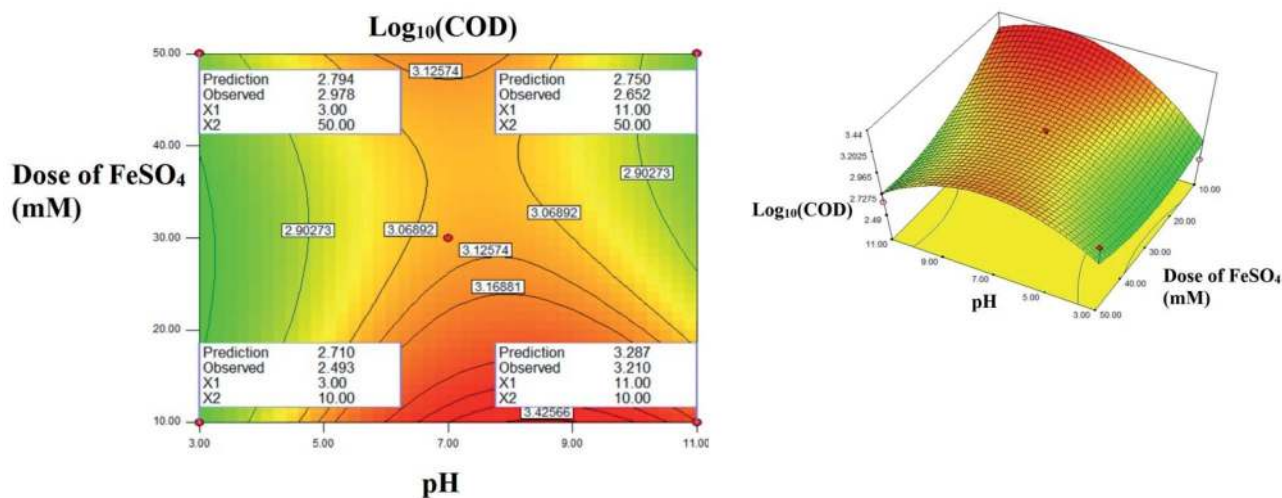 Log₁₀(COD)
50.00
3.12574
Prediction 2.794
Observed 2.978
X1 3.00
X2 50.00
Prediction 2.750
Observed 2.652
X1 11.00
X2 50.00
40.00
Dose of FeSO₄
(mM)
2.90273
2.90273
3.06892
3.06892
30.00
3.12574
3.16881
20.00
Prediction 2.710
Observed 2.493
X1 3.00
X2 10.00
Prediction 3.287
Observed 3.210
X1 11.00
X2 10.00
3.42566
10.00
3.00 5.00 7.00 9.00 11.00
pH
3.44
3.2025
2.965
2.7275
2.49
Log₁₀(COD)
11.00
9.00
7.00
5.00
3.00
pH
10.00
20.00
30.00
40.00
50.00
Dose of FeSO₄
(mM)